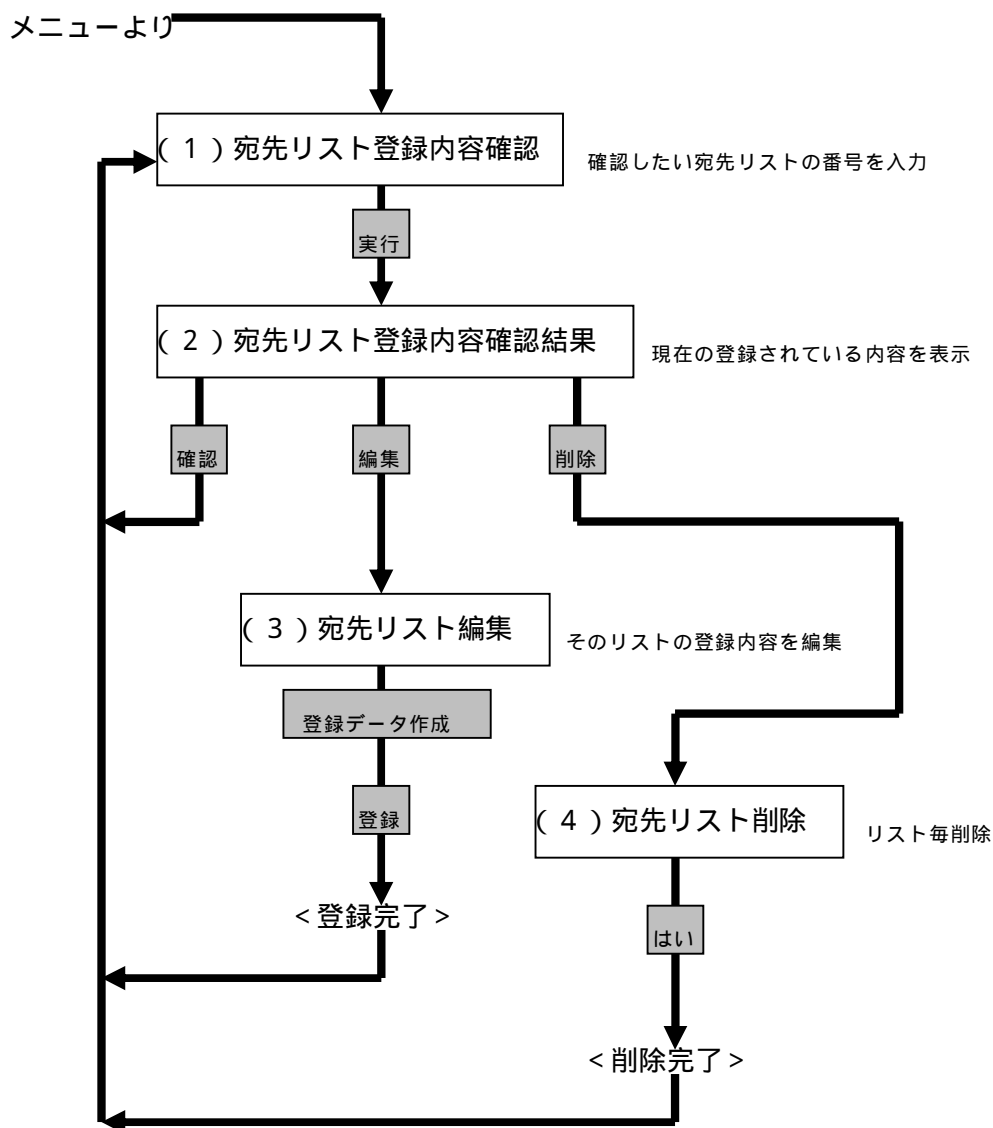 メニューより
（１）宛先リスト登録内容確認
確認したい宛先リストの番号を入力
実行
（２）宛先リスト登録内容確認結果
現在の登録されている内容を表示
確認
編集
削除
（３）宛先リスト編集
そのリストの登録内容を編集
登録データ作成
登録
（４）宛先リスト削除
リスト毎削除
＜登録完了＞
はい
＜削除完了＞